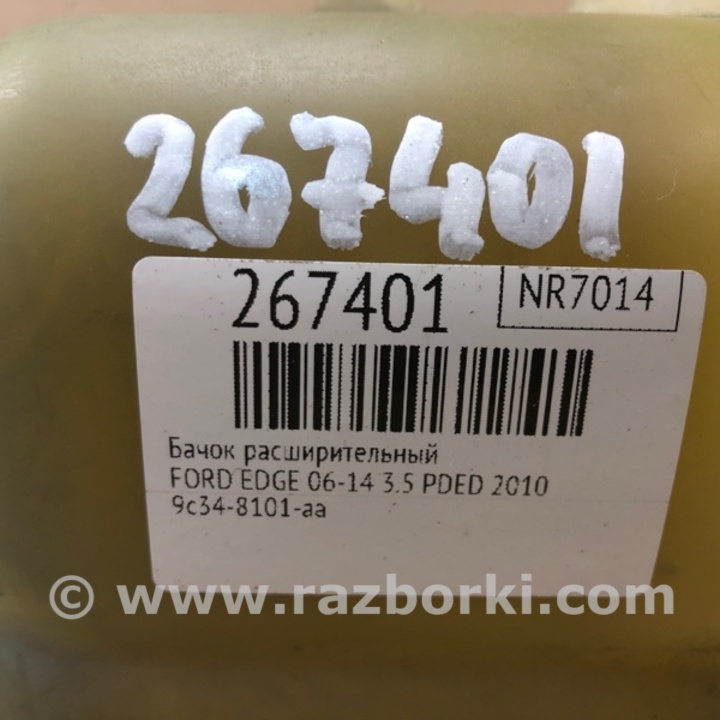 267401
267401
NR7014
Бачок расширительный
FORD EDGE 06-14 3.5 PDED 2010
9c34-8101-aa
© www.razborki.com